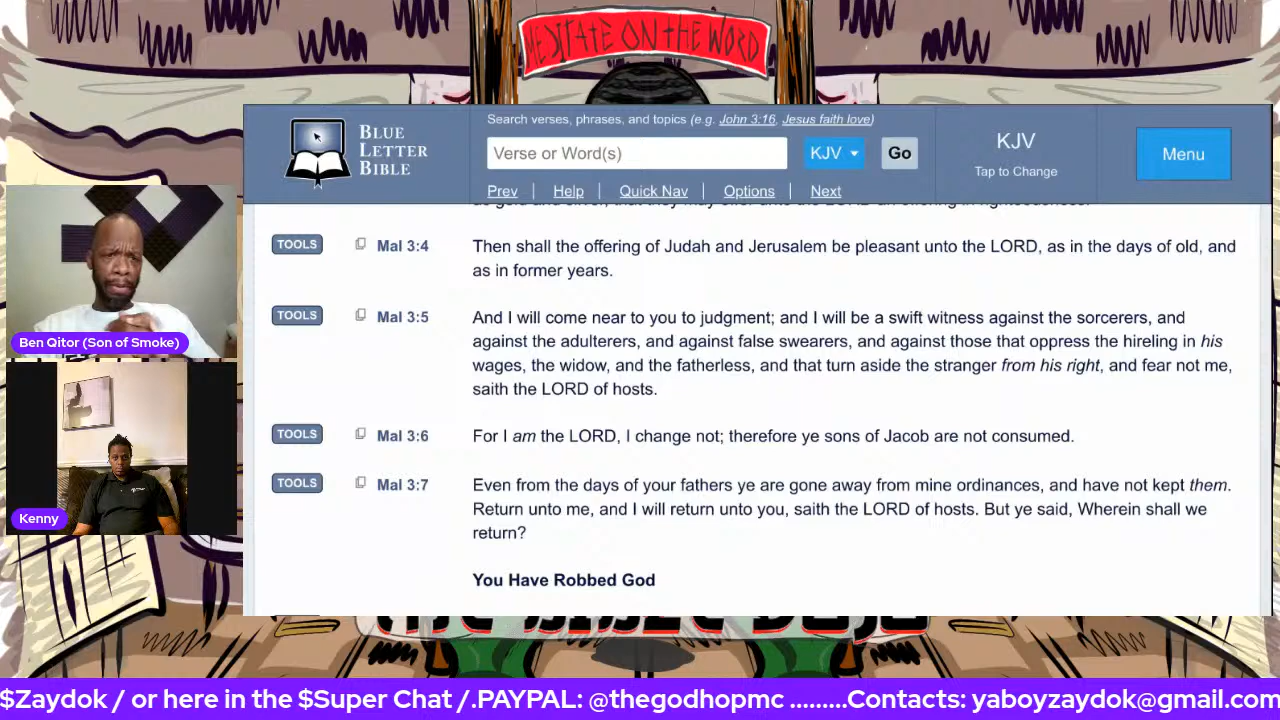 MEDITATE ON THE WORD
BLUE
LETTER
BIBLE
Search verses, phrases, and topics (e.g. John 3:16, Jesus faith love)
Verse or Word(s)
KJV
Go
Prev | Help | Quick Nav | Options | Next
KJV
Tap to Change
Menu
TOOLS
Mal 3:4
Then shall the offering of Judah and Jerusalem be pleasant unto the LORD, as in the days of old, and
as in former years.
TOOLS
Mal 3:5
And I will come near to you to judgment; and I will be a swift witness against the sorcerers, and
against the adulterers, and against false swearers, and against those that oppress the hireling in his
wages, the widow, and the fatherless, and that turn aside the stranger from his right, and fear not me,
saith the LORD of hosts.
TOOLS
Mal 3:6
For I am the LORD, I change not; therefore ye sons of Jacob are not consumed.
TOOLS
Mal 3:7
Even from the days of your fathers ye are gone away from mine ordinances, and have not kept them.
Return unto me, and I will return unto you, saith the LORD of hosts. But ye said, Wherein shall we
return?
You Have Robbed God
Ben Qitor (Son of Smoke)
Kenny
$Zaydok / or here in the $Super Chat /.PAYPAL: @thegodhopmc .........Contacts: yaboyzaydok@gmail.com